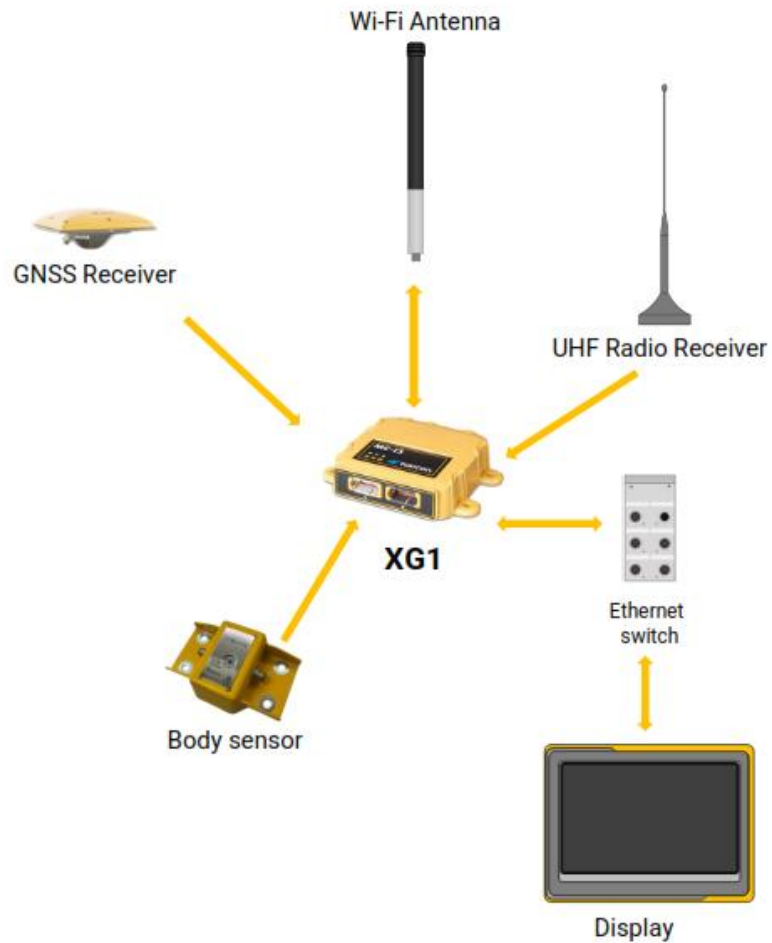 Wi-Fi Antenna
GNSS Receiver
UHF Radio Receiver
XG1
Ethernet
switch
Body sensor
Display